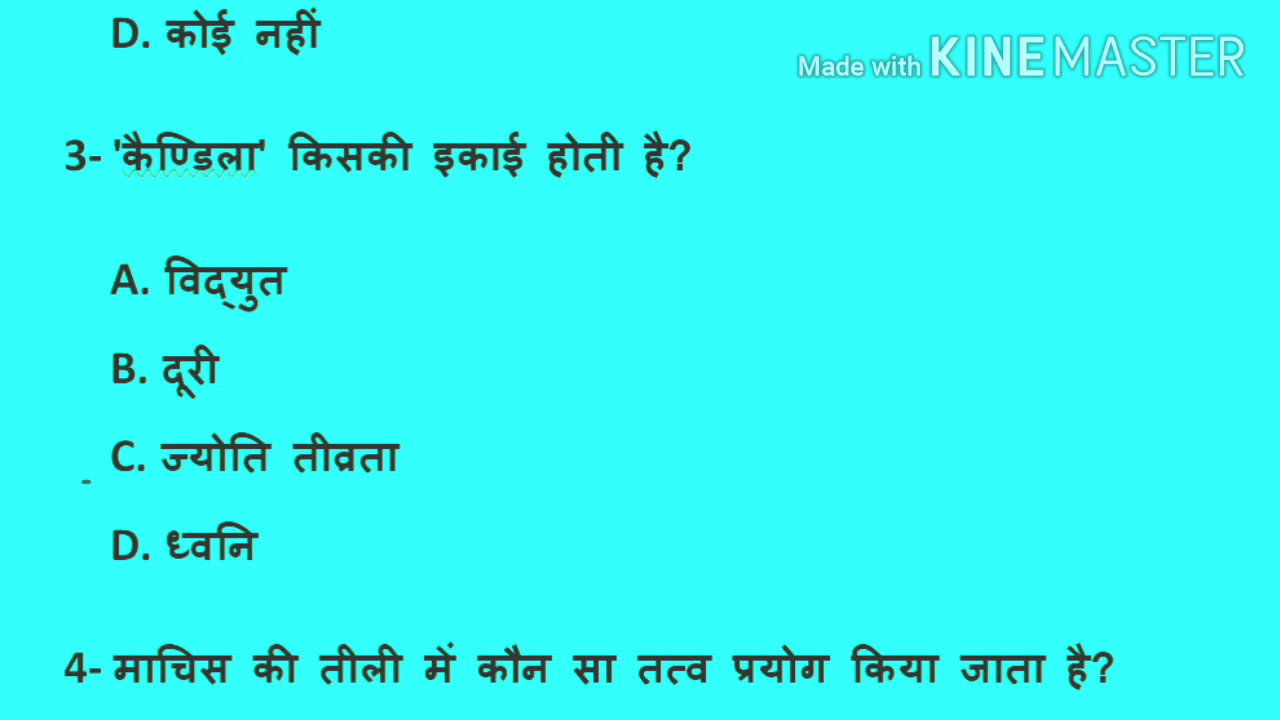 D. कोई नहीं
Made with KINEMASTER
3- 'कैण्डिला' किसकी इकाई होती है?
A. विद्युत
B. दूरी
C. ज्योति तीव्रता
D. ध्वनि
4- माचिस की तीली में कौन सा तत्व प्रयोग किया जाता है?